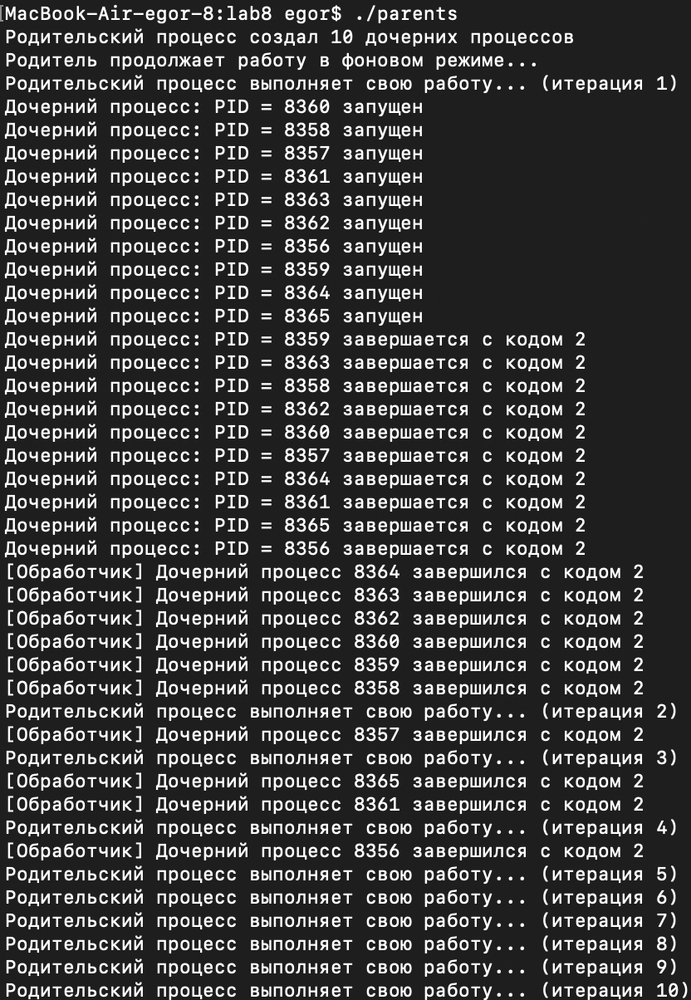 [MacBook-Air-egor-8:lab8 egor$ ./parents
Родительский процесс создал 10 дочерних процессов
Родитель продолжает работу в фоновом режиме...
Родительский процесс выполняет свою работу... (итерация 1)
Дочерний процесс: PID = 8360 запущен
Дочерний процесс: PID = 8358 запущен
Дочерний процесс: PID = 8357 запущен
Дочерний процесс: PID = 8361 запущен
Дочерний процесс: PID = 8363 запущен
Дочерний процесс: PID = 8362 запущен
Дочерний процесс: PID = 8356 запущен
Дочерний процесс: PID = 8359 запущен
Дочерний процесс: PID = 8364 запущен
Дочерний процесс: PID = 8365 запущен
Дочерний процесс: PID = 8359 завершается с кодом 2
Дочерний процесс: PID = 8363 завершается с кодом 2
Дочерний процесс: PID = 8358 завершается с кодом 2
Дочерний процесс: PID = 8362 завершается с кодом 2
Дочерний процесс: PID = 8360 завершается с кодом 2
Дочерний процесс: PID = 8357 завершается с кодом 2
Дочерний процесс: PID = 8364 завершается с кодом 2
Дочерний процесс: PID = 8361 завершается с кодом 2
Дочерний процесс: PID = 8365 завершается с кодом 2
Дочерний процесс: PID = 8356 завершается с кодом 2
[Обработчик] Дочерний процесс 8364 завершился с кодом 2
[Обработчик] Дочерний процесс 8363 завершился с кодом 2
[Обработчик] Дочерний процесс 8362 завершился с кодом 2
[Обработчик] Дочерний процесс 8360 завершился с кодом 2
[Обработчик] Дочерний процесс 8359 завершился с кодом 2
[Обработчик] Дочерний процесс 8358 завершился с кодом 2
Родительский процесс выполняет свою работу... (итерация 2)
[Обработчик] Дочерний процесс 8357 завершился с кодом 2
Родительский процесс выполняет свою работу... (итерация 3)
[Обработчик] Дочерний процесс 8365 завершился с кодом 2
[Обработчик] Дочерний процесс 8361 завершился с кодом 2
Родительский процесс выполняет свою работу... (итерация 4)
[Обработчик] Дочерний процесс 8356 завершился с кодом 2
Родительский процесс выполняет свою работу... (итерация 5)
Родительский процесс выполняет свою работу... (итерация 6)
Родительский процесс выполняет свою работу... (итерация 7)
Родительский процесс выполняет свою работу... (итерация 8)
Родительский процесс выполняет свою работу... (итерация 9)
Родительский процесс выполняет свою работу... (итерация 10)